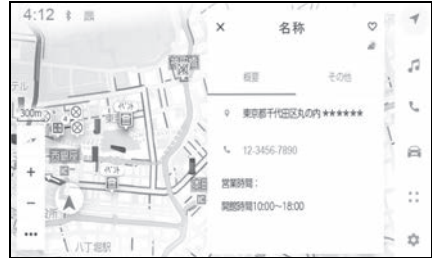 4:12
名称
概要
その他
東京都千代田区丸の内 ******
12-3456-7890
営業時間：
開館時間10:00～18:00
300m
八丁堀駅